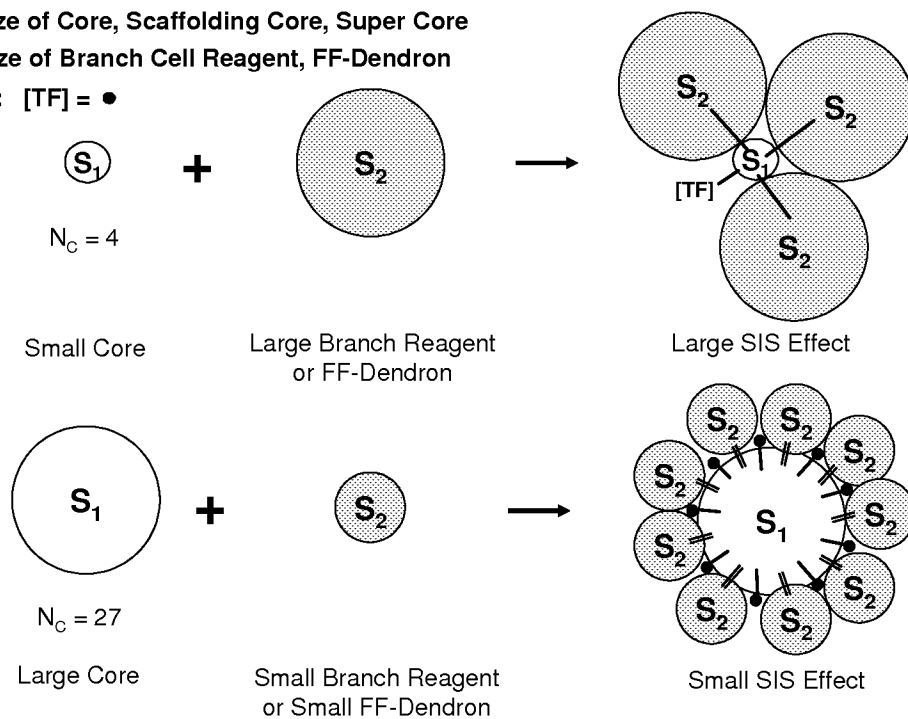 ze of Core, Scaffolding Core, Super Core
ze of Branch Cell Reagent, FF-Dendron
: [TF] = •
S₁ + S₂
N_C = 4
S₂
S₂
S₁
[TF]
S₂
Small Core
Large Branch Reagent
or FF-Dendron
Large SIS Effect
S₁ + S₂
N_C = 27
S₂
S₂
S₂
S₂
S₂
S₁
S₂
S₂
S₂
S₂
Large Core
Small Branch Reagent
or Small FF-Dendron
Small SIS Effect